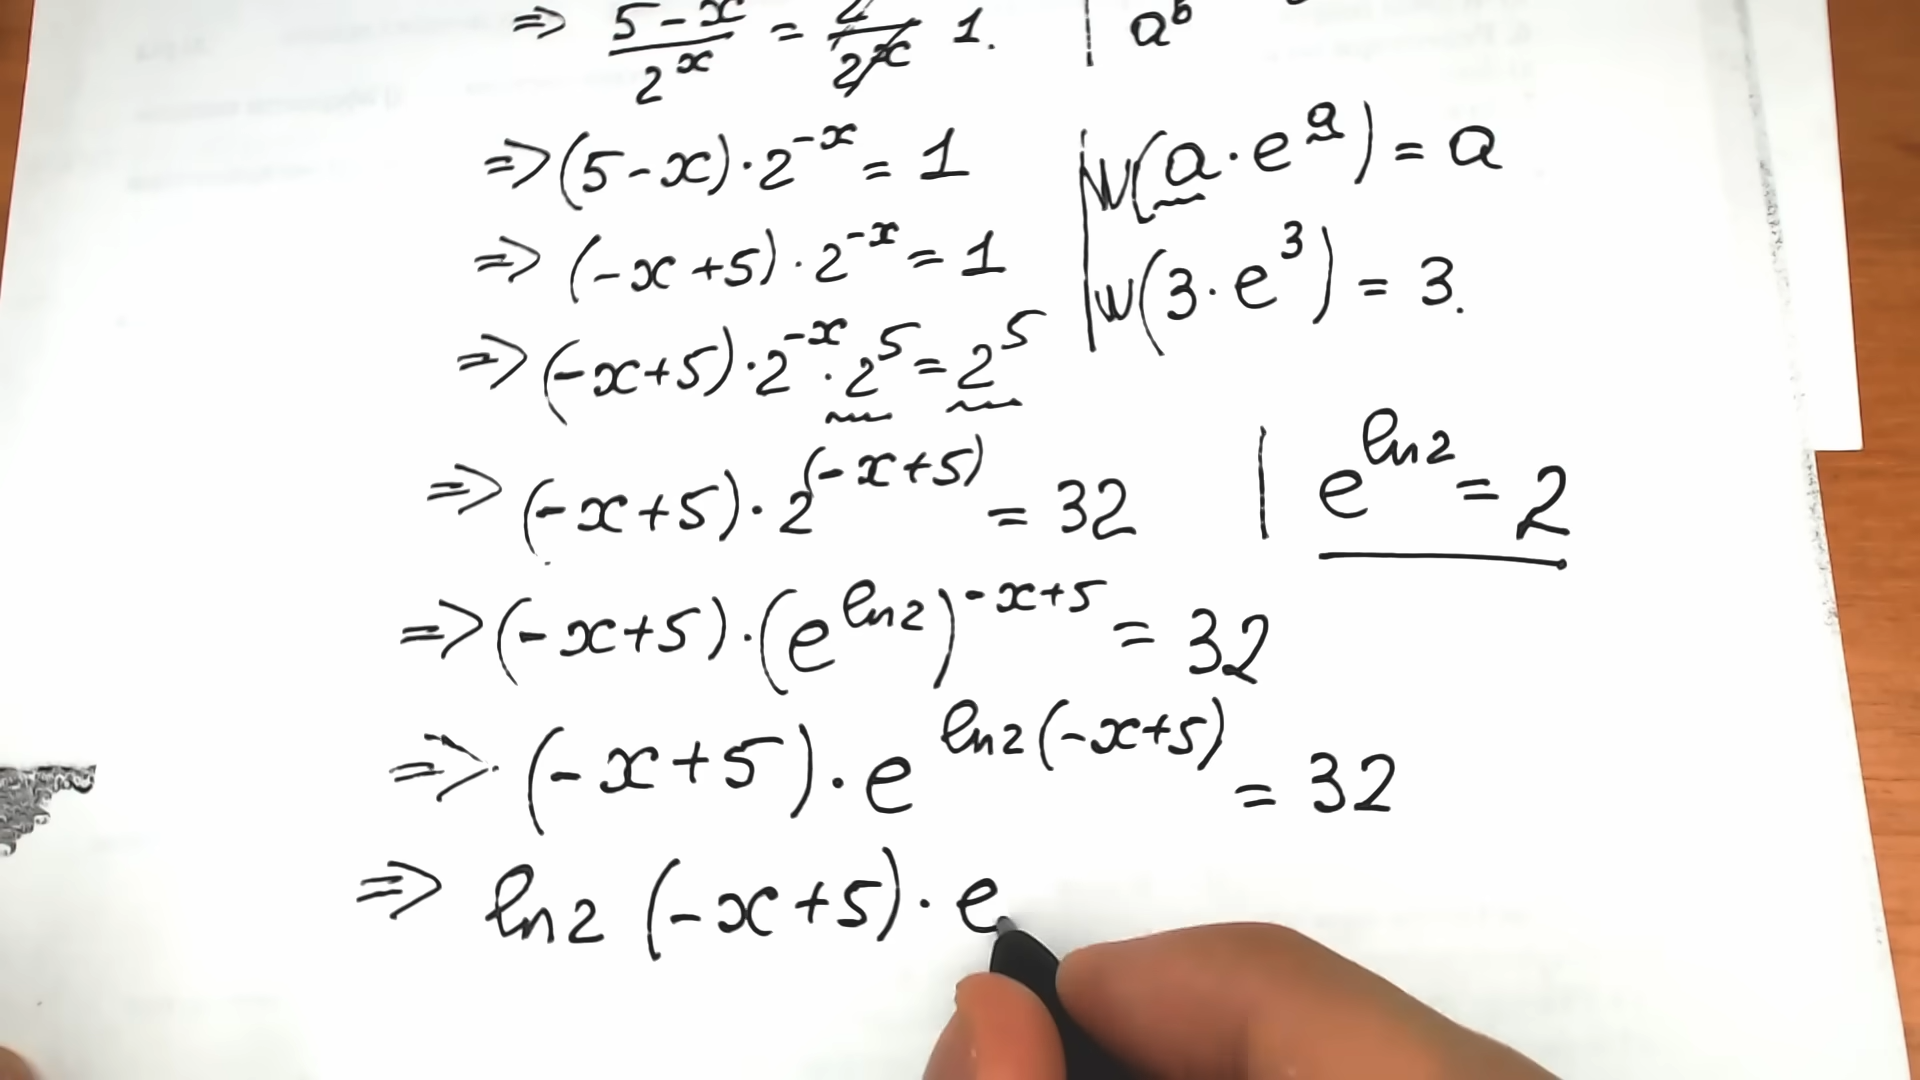 => (5-x)/2^x = 2^x/2^x 1. | a^b
=> (5-x)·2^-x = 1 | W(a·e^a) = a
=> (-x+5)·2^-x = 1 | W(3·e^3) = 3.
=> (-x+5)·2^-x·2^5 = 2^5
=> (-x+5)·2^(-x+5) = 32 | e^ln2 = 2
=> (-x+5)·(e^ln2)^-x+5 = 32
=> (-x+5)·e^ln2(-x+5) = 32
=> ln2 (-x+5)·e